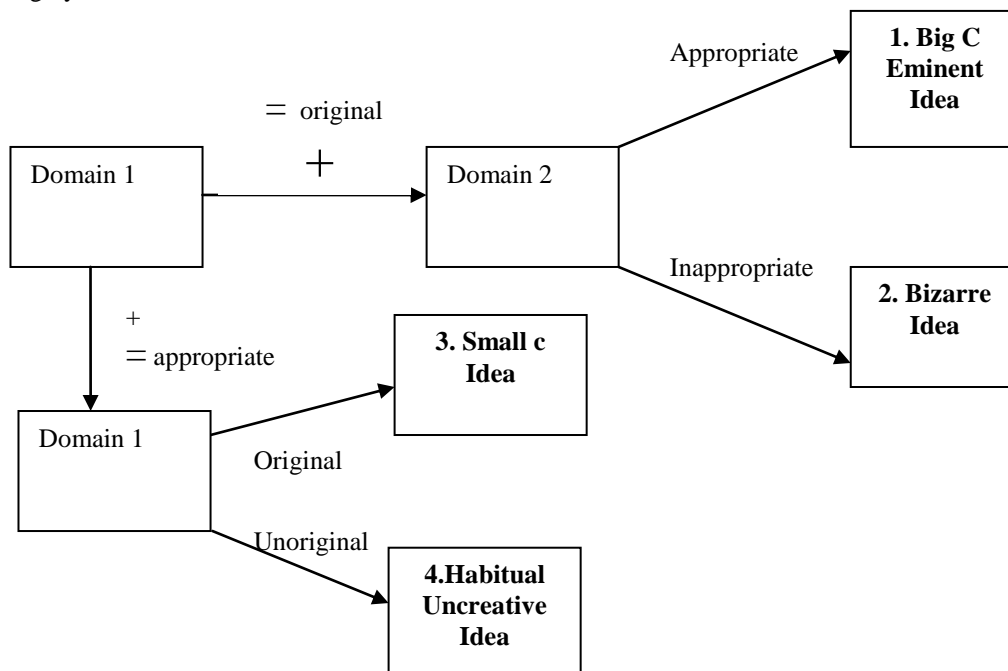 Appropriate
1. Big C
Eminent
Idea
= original
+
Domain 1
Domain 2
Inappropriate
2. Bizarre
Idea
+
= appropriate
3. Small c
Idea
Domain 1
Original
Unoriginal
4.Habitual
Uncreative
Idea